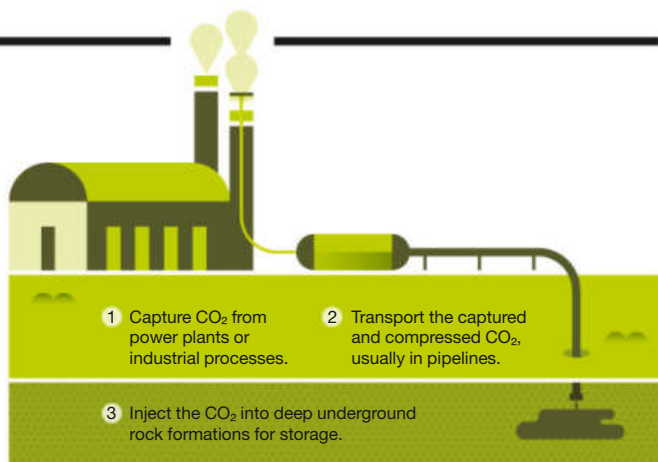 1 Capture CO₂ from
power plants or
industrial processes.
2 Transport the captured
and compressed CO₂,
usually in pipelines.
3 Inject the CO₂ into deep underground
rock formations for storage.